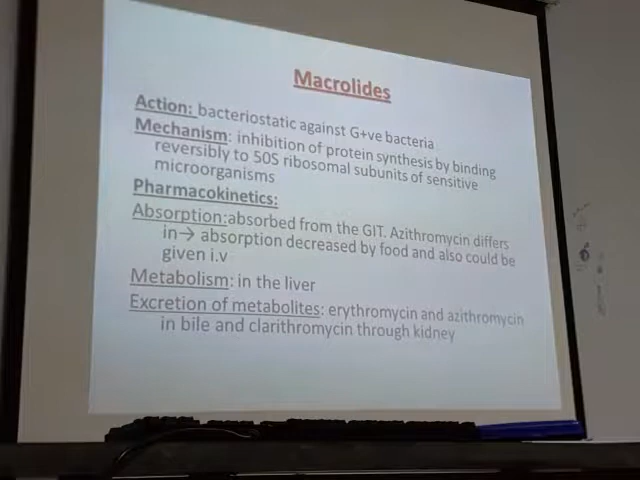 Macrolides
Action: bacteriostatic against G+ve bacteria
Mechanism: inhibition of protein synthesis by binding
reversibly to 50S ribosomal subunits of sensitive
microorganisms
Pharmacokinetics:
Absorption:absorbed from the GIT. Azithromycin differs
in→ absorption decreased by food and also could be
given i.v
Metabolism: in the liver
Excretion of metabolites: erythromycin and azithromycin
in bile and clarithromycin through kidney